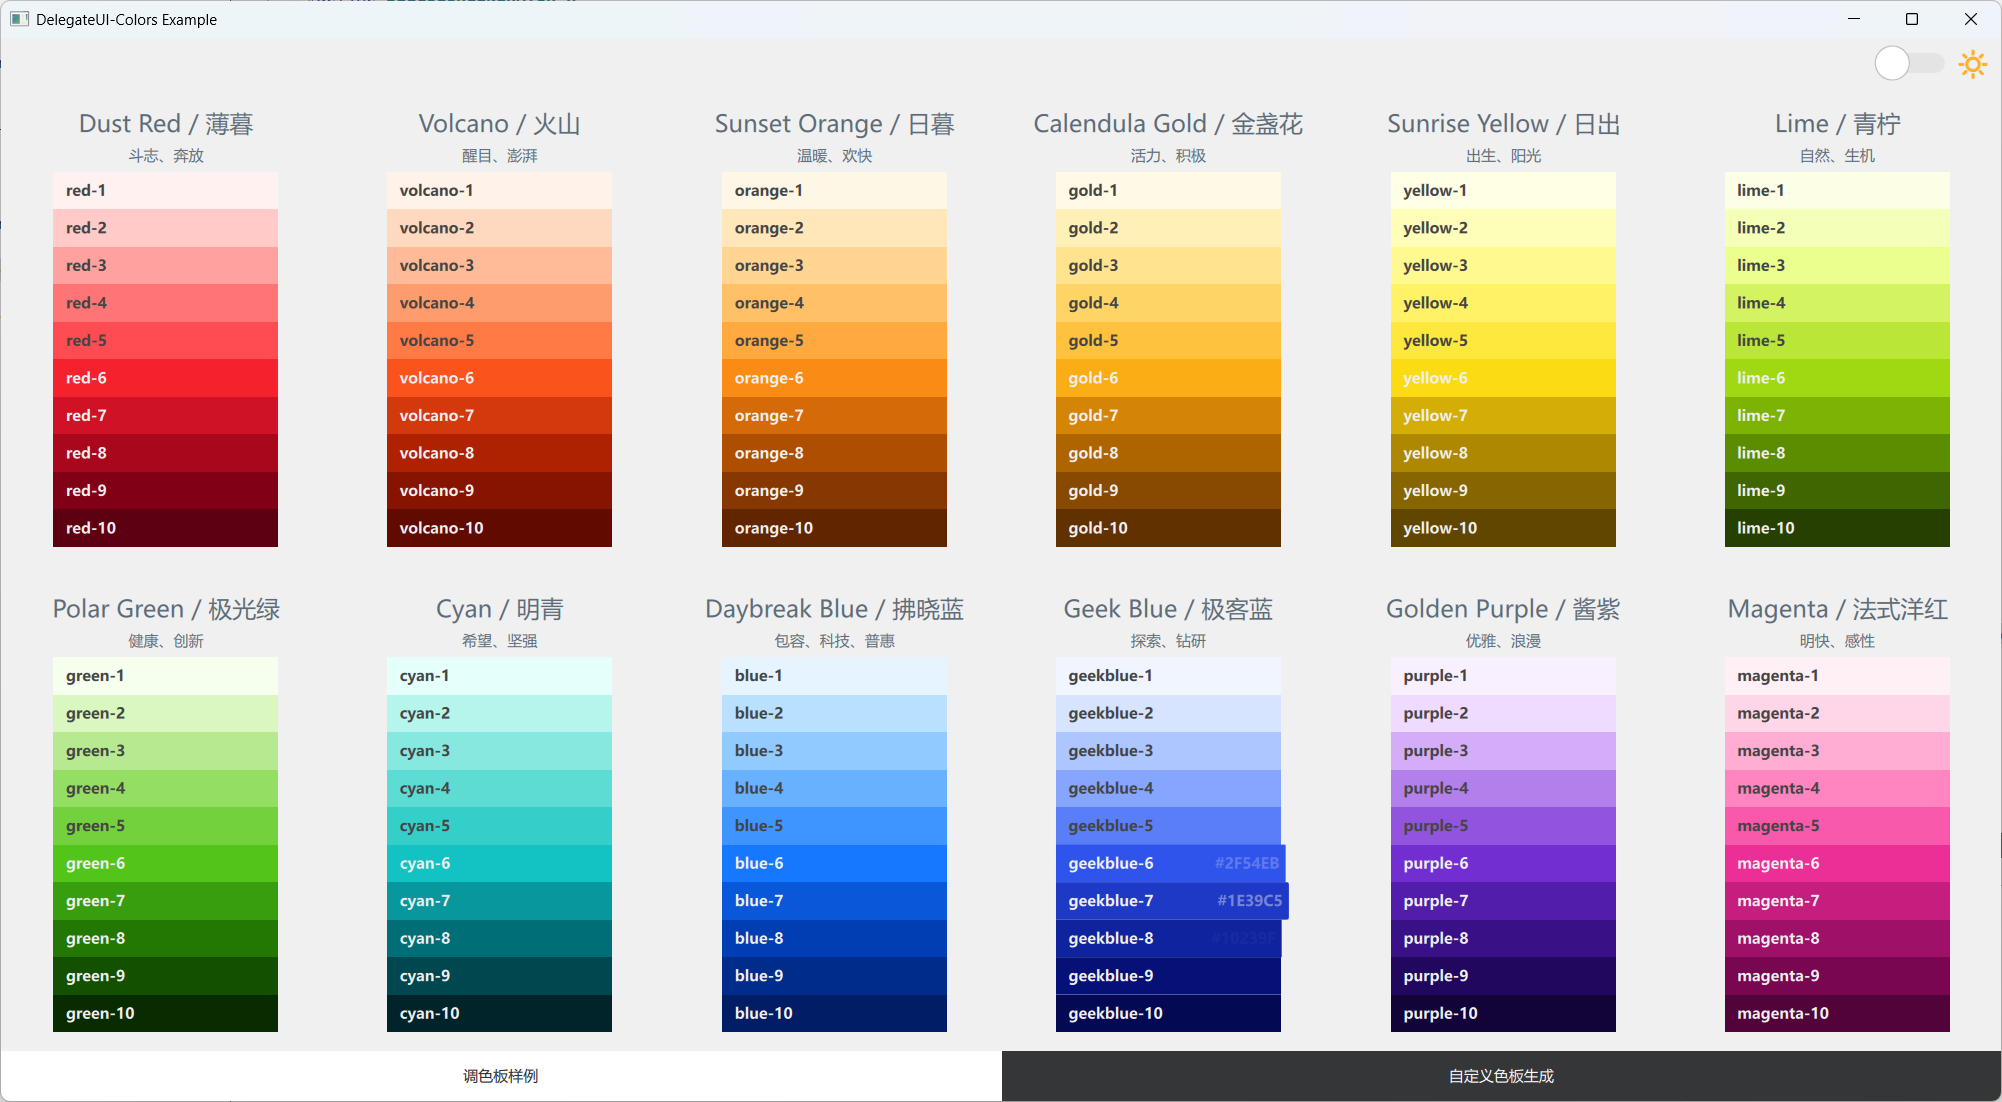 DelegateUI-Colors Example
Dust Red / 薄暮
斗志、奔放
red-1
red-2
red-3
red-4
red-5
red-6
red-7
red-8
red-9
red-10
Volcano / 火山
醒目、澎湃
volcano-1
volcano-2
volcano-3
volcano-4
volcano-5
volcano-6
volcano-7
volcano-8
volcano-9
volcano-10
Sunset Orange / 日暮
温暖、欢快
orange-1
orange-2
orange-3
orange-4
orange-5
orange-6
orange-7
orange-8
orange-9
orange-10
Calendula Gold / 金盏花
活力、积极
gold-1
gold-2
gold-3
gold-4
gold-5
gold-6
gold-7
gold-8
gold-9
gold-10
Sunrise Yellow / 日出
出生、阳光
yellow-1
yellow-2
yellow-3
yellow-4
yellow-5
yellow-6
yellow-7
yellow-8
yellow-9
yellow-10
Lime / 青柠
自然、生机
lime-1
lime-2
lime-3
lime-4
lime-5
lime-6
lime-7
lime-8
lime-9
lime-10
Polar Green / 极光绿
健康、创新
green-1
green-2
green-3
green-4
green-5
green-6
green-7
green-8
green-9
green-10
Cyan / 明青
希望、坚强
cyan-1
cyan-2
cyan-3
cyan-4
cyan-5
cyan-6
cyan-7
cyan-8
cyan-9
cyan-10
Daybreak Blue / 拂晓蓝
包容、科技、普惠
blue-1
blue-2
blue-3
blue-4
blue-5
blue-6
blue-7
blue-8
blue-9
blue-10
Geek Blue / 极客蓝
探索、钻研
geekblue-1
geekblue-2
geekblue-3
geekblue-4
geekblue-5
geekblue-6 #2F54EB
geekblue-7 #1E39C5
geekblue-8
geekblue-9
geekblue-10
Golden Purple / 酱紫
优雅、浪漫
purple-1
purple-2
purple-3
purple-4
purple-5
purple-6
purple-7
purple-8
purple-9
purple-10
Magenta / 法式洋红
明快、感性
magenta-1
magenta-2
magenta-3
magenta-4
magenta-5
magenta-6
magenta-7
magenta-8
magenta-9
magenta-10
调色板样例
自定义色板生成